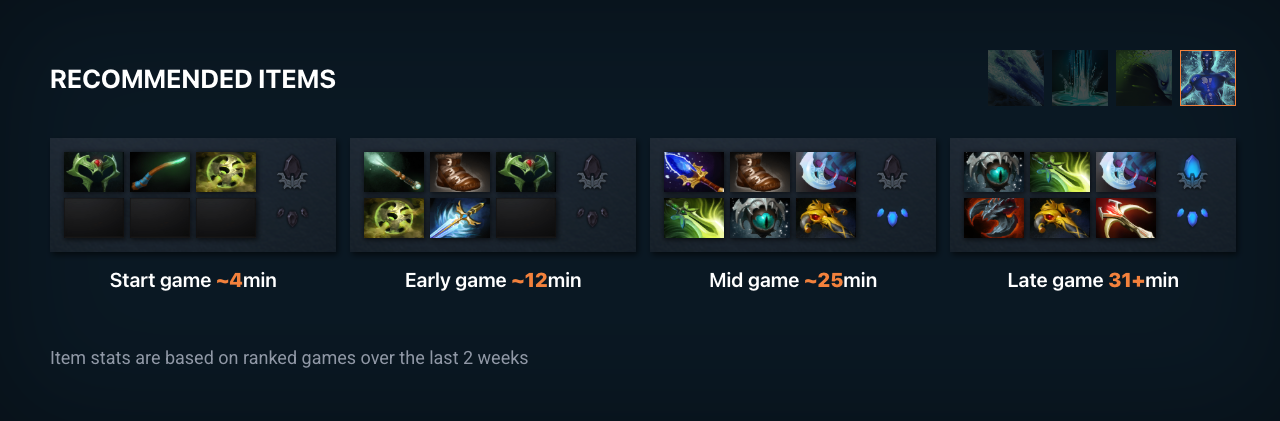 RECOMMENDED ITEMS
Start game ~4min
Early game ~12min
Mid game ~25min
Late game 31+min
Item stats are based on ranked games over the last 2 weeks